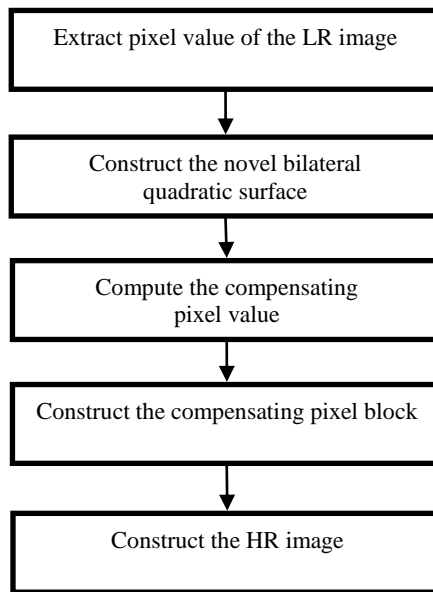 Extract pixel value of the LR image
Construct the novel bilateral
quadratic surface
Compute the compensating
pixel value
Construct the compensating pixel block
Construct the HR image